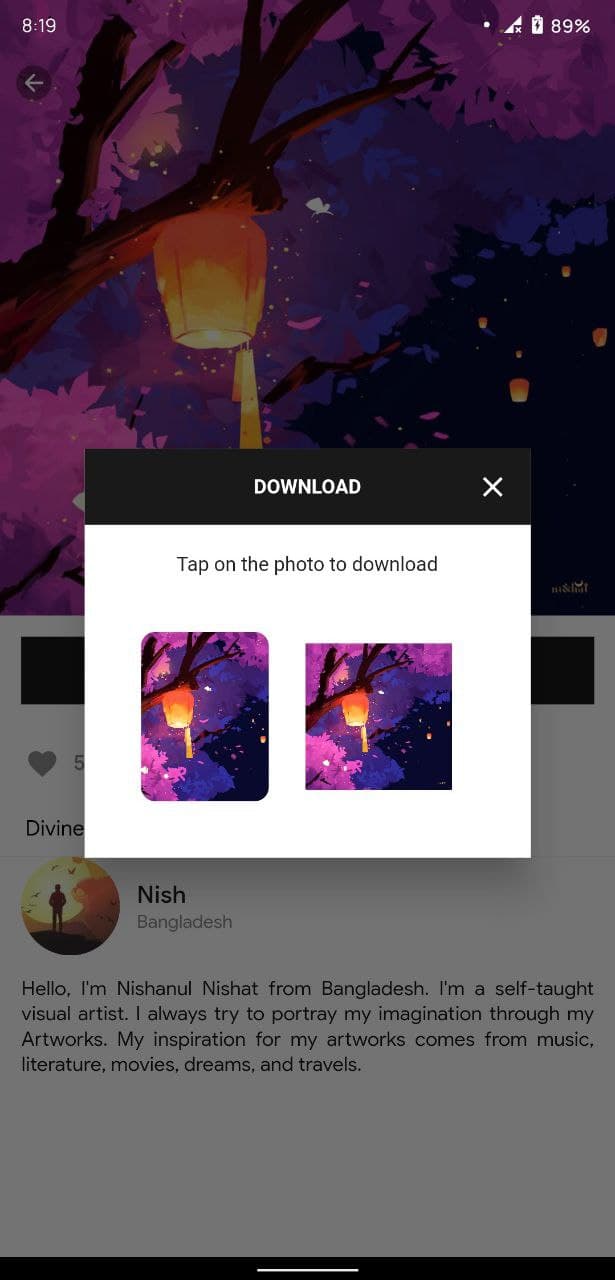 8:19
89%
DOWNLOAD
Tap on the photo to download
nishat
5
Divine
Nish
Bangladesh
Hello, I'm Nishanul Nishat from Bangladesh. I'm a self-taught
visual artist. I always try to portray my imagination through my
Artworks. My inspiration for my artworks comes from music,
literature, movies, dreams, and travels.